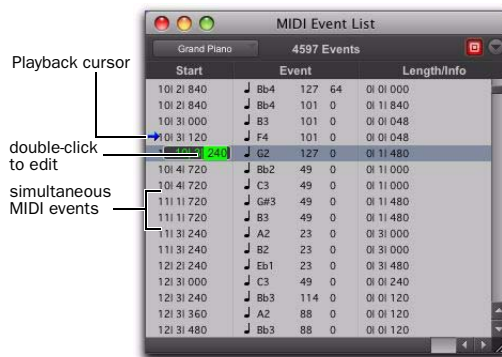 MIDI Event List
Grand Piano 4597 Events
Start Event Length/Info
10| 2| 840 Bb4 127 64 0| 0| 000
10| 2| 840 Bb4 101 0 0| 1| 840
10| 3| 000 B3 101 0 0| 0| 048
Playback cursor
10| 3| 120 F4 101 0 0| 0| 048
double-click
to edit
240 G2 127 0 0| 1| 480
10| 4| 720 Bb2 49 0 0| 1| 000
simultaneous
MIDI events
10| 4| 720 C3 49 0 0| 1| 000
11| 1| 720 G#3 49 0 0| 1| 480
11| 1| 720 B3 49 0 0| 1| 480
11| 3| 240 A2 23 0 0| 3| 000
11| 3| 240 B2 23 0 0| 3| 000
12| 2| 240 Eb1 23 0 0| 3| 480
12| 3| 000 C3 49 0 0| 2| 480
12| 3| 240 Bb3 114 0 0| 0| 120
12| 3| 360 A2 88 0 0| 0| 120
12| 3| 480 Bb3 88 0 0| 0| 120